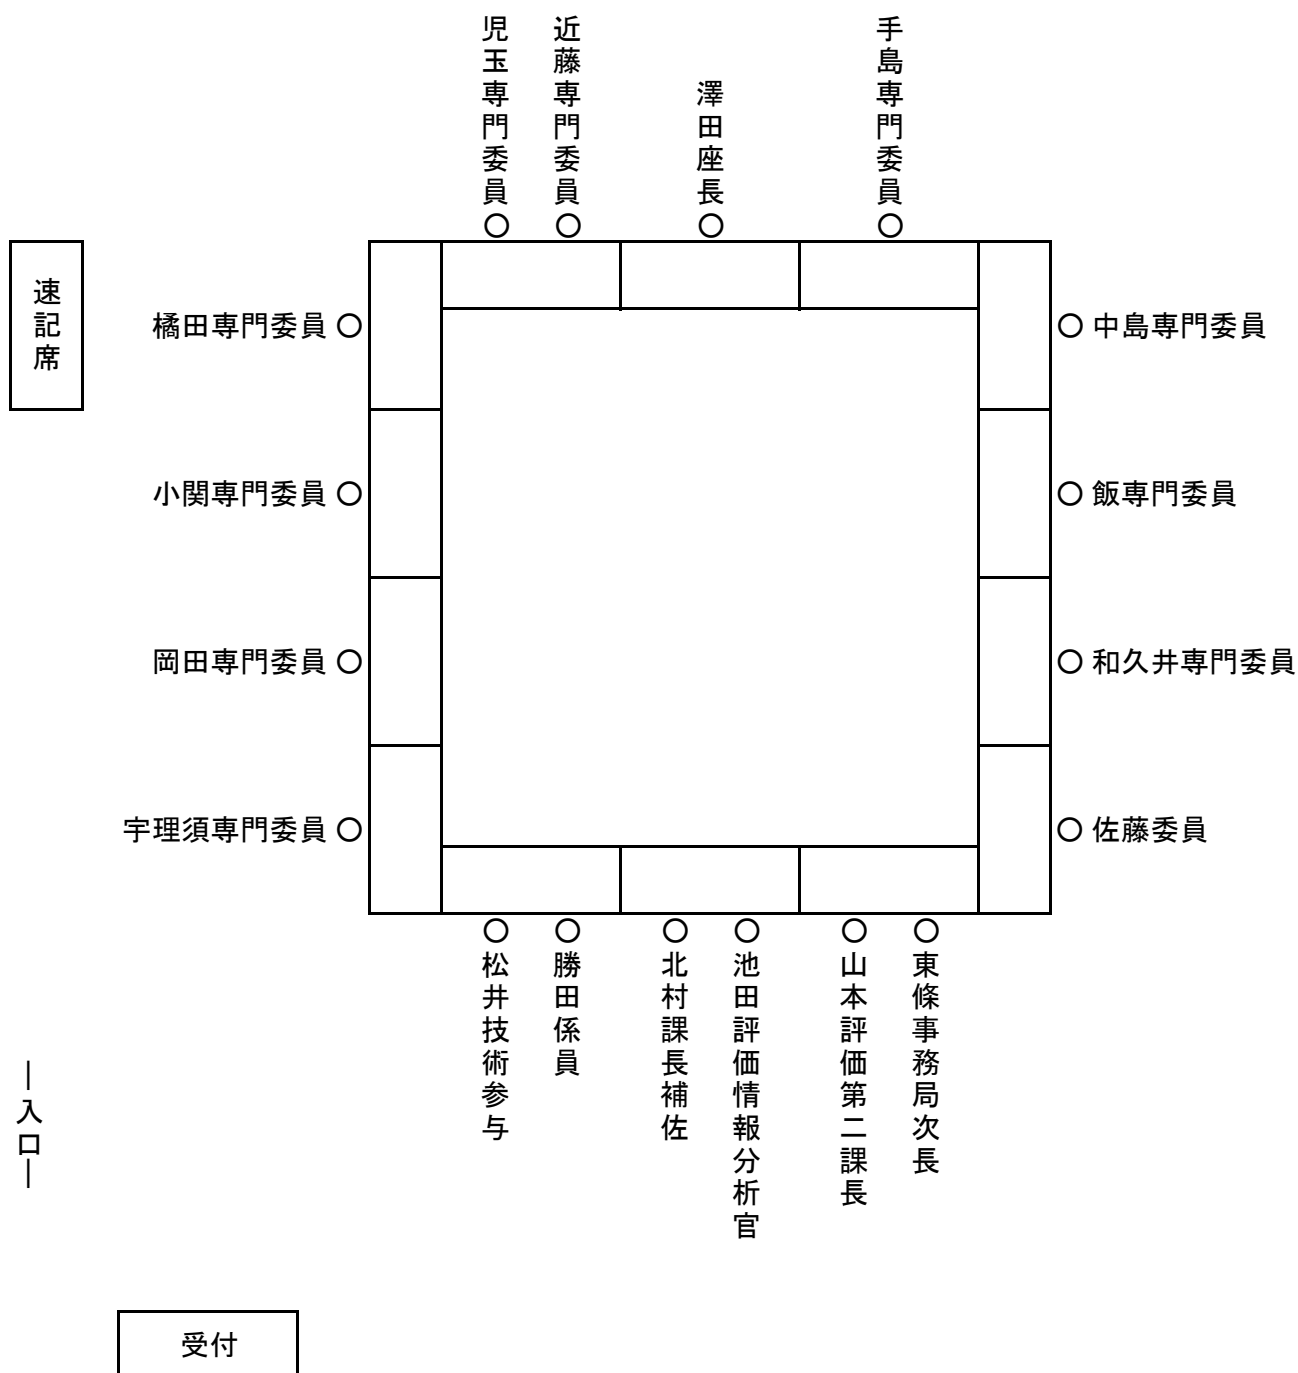 児玉専門委員
近藤専門委員
澤田座長
手島専門委員
速記席
橘田専門委員
中島専門委員
小関専門委員
飯専門委員
岡田専門委員
和久井専門委員
宇理須専門委員
佐藤委員
松井技術参与
勝田係員
北村課長補佐
池田評価情報分析官
山本評価第二課長
東條事務局次長
―入口―
受付